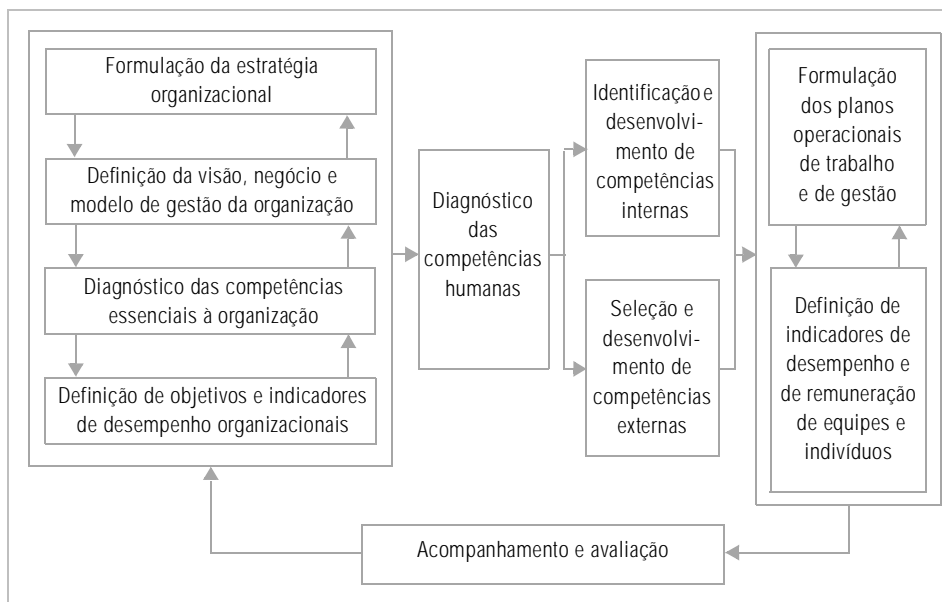 Formulação da estratégia
organizacional
Definição da visão, negócio e
modelo de gestão da organização
Diagnóstico das competências
essenciais à organização
Definição de objetivos e indicadores
de desempenho organizacionais
Diagnóstico
das
competências
humanas
Identificação e
desenvolvi-
mento de
competências
internas
Seleção e
desenvolvi-
mento de
competências
externas
Formulação
dos planos
operacionais
de trabalho
e de gestão
Definição de
indicadores de
desempenho e
de remuneração
de equipes e
indivíduos
Acompanhamento e avaliação